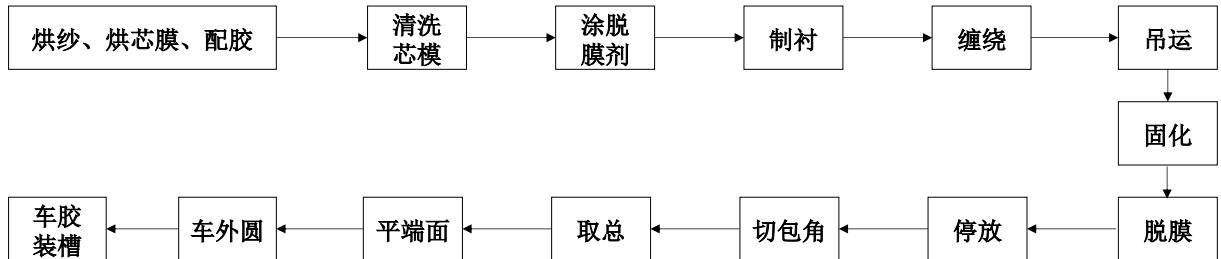 烘纱、烘芯膜、配胶
清洗
芯模
涂脱
膜剂
制衬
缠绕
吊运
固化
脱膜
停放
切包角
取总
平端面
车外圆
车胶
装槽